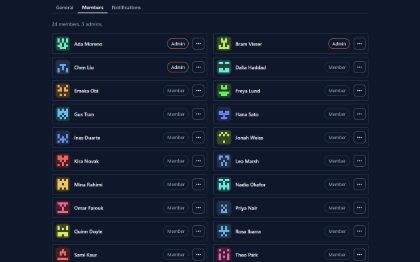 General Members Notifications
24 members, 3 admins.
Ada Moreno Admin ··· Bram Visser Admin ···
Chen Liu Admin ··· Dalia Haddad Member ···
Emeka Obi Member ··· Freya Lund Member ···
Gus Tran Member ··· Hana Sato Member ···
Ines Duarte Member ··· Jonah Weiss Member ···
Kira Novak Member ··· Leo Marsh Member ···
Mina Rahimi Member ··· Nadia Okafor Member ···
Omar Farouk Member ··· Priya Nair Member ···
Quinn Doyle Member ··· Rosa Ibarra Member ···
Sami Kaur Member ··· Theo Park Member ···